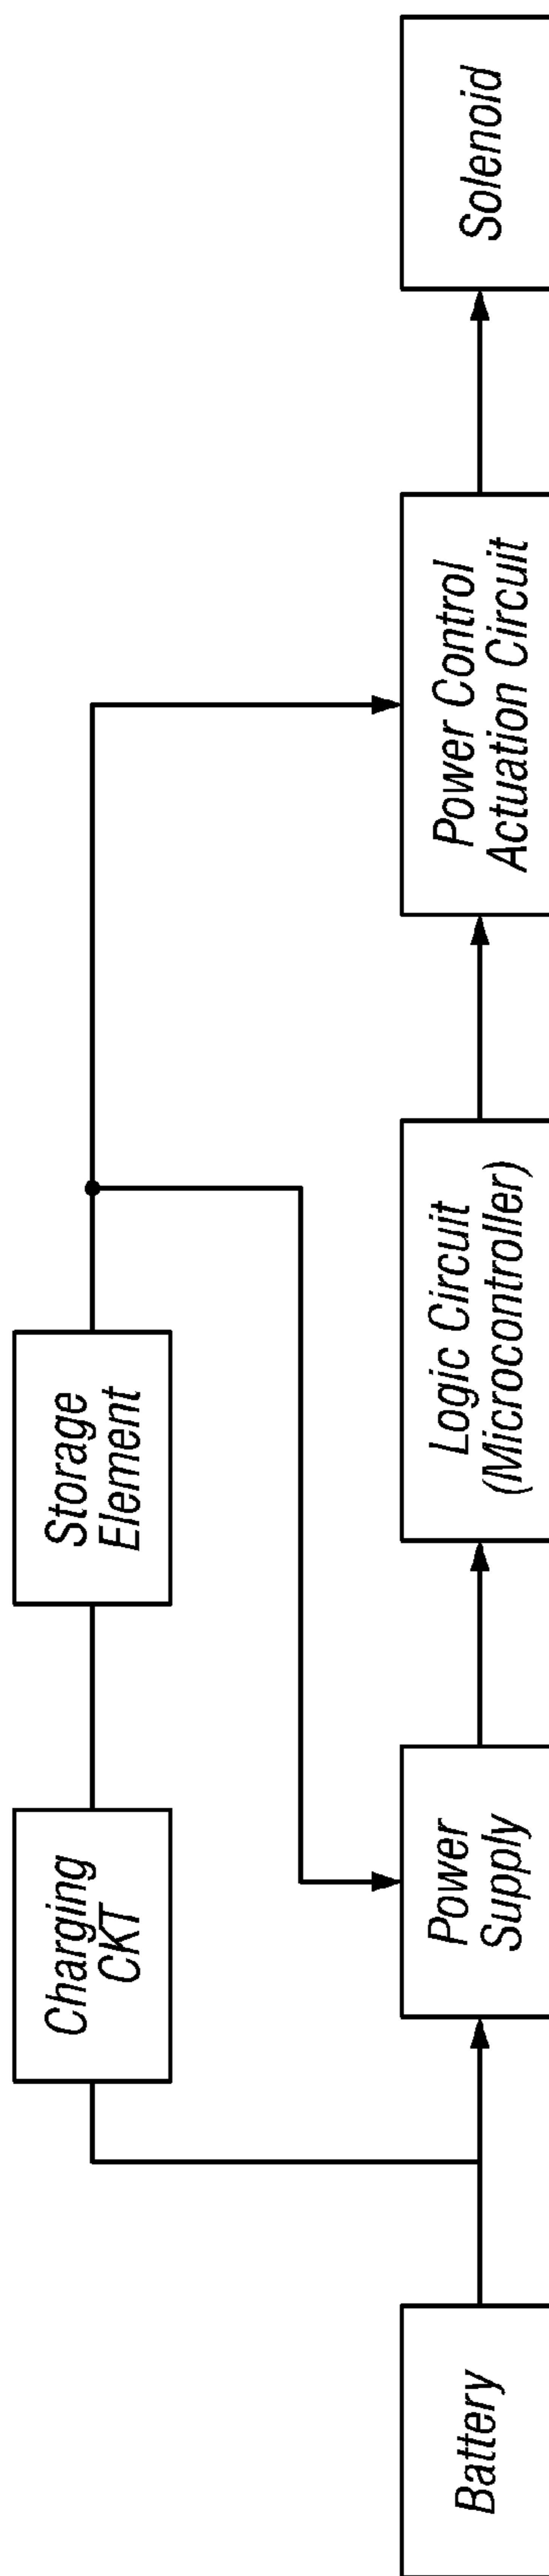 Charging
CKT
Storage
Element
Battery
Power
Supply
Logic Circuit
(Microcontroller)
Power Control
Actuation Circuit
Solenoid